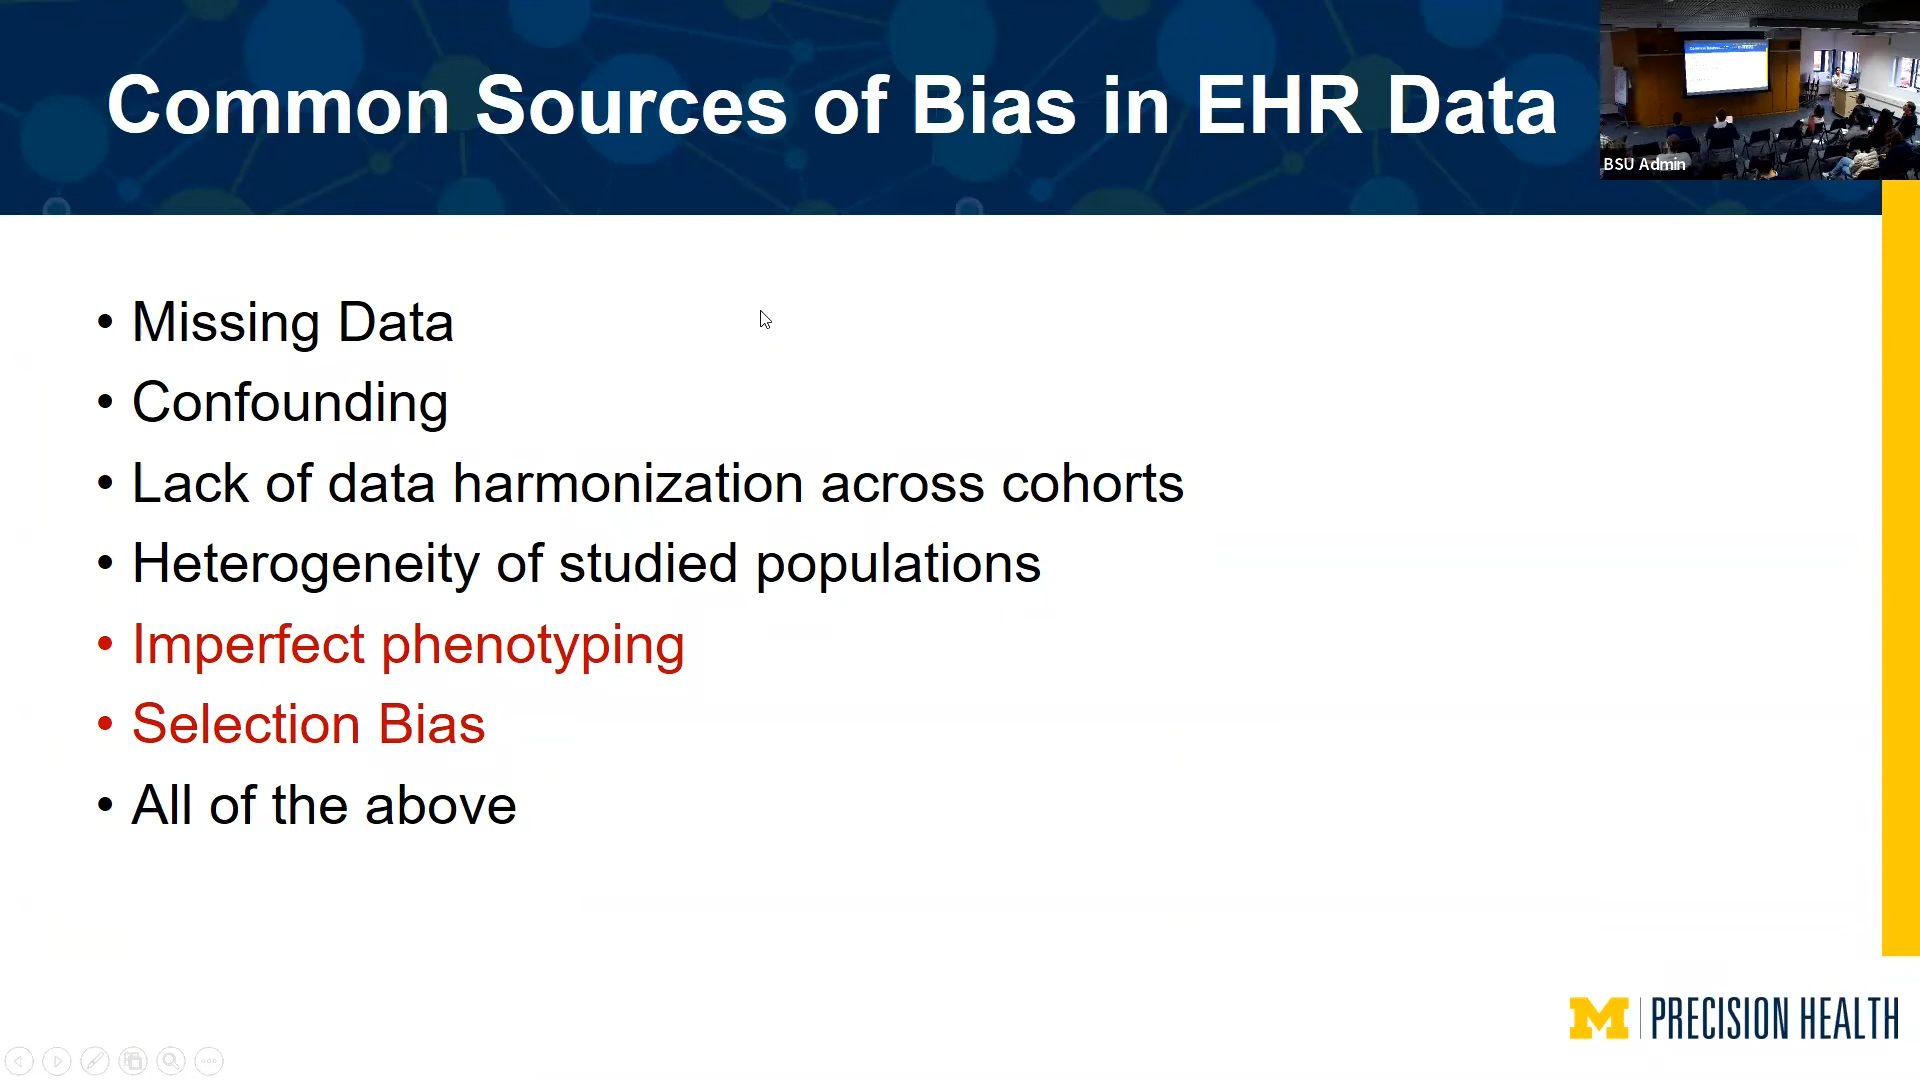 Common Sources of Bias in EHR Data
BSU Admin
• Missing Data
• Confounding
• Lack of data harmonization across cohorts
• Heterogeneity of studied populations
• Imperfect phenotyping
• Selection Bias
• All of the above
M PRECISION HEALTH